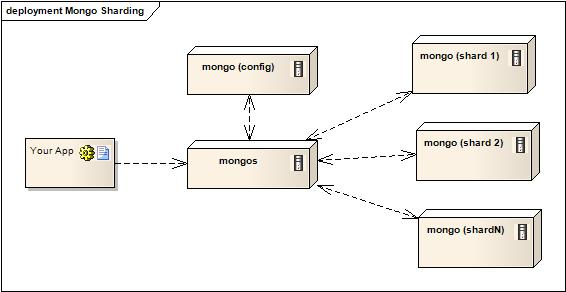 deployment Mongo Sharding
mongo (config)
mongo (shard 1)
Your App
mongos
mongo (shard 2)
mongo (shardN)